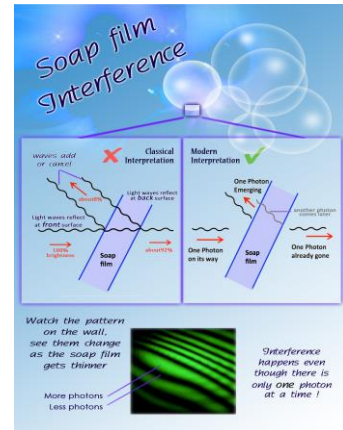 Soap film
Interference
Classical
Interpretation
waves add
or cancel
about8%
Light waves reflect
at front surface
Light waves reflect
at back surface
100%
brightness
Soap
film
about92%
Modern
Interpretation
One Photon
Emerging
another photon
comes later
One Photon
on its way
Soap
film
One Photon
already gone
Watch the pattern
on the wall,
see them change
as the soap film
gets thinner
More photons
Less photons
Interference
happens even
though there is
only one photon
at a time !